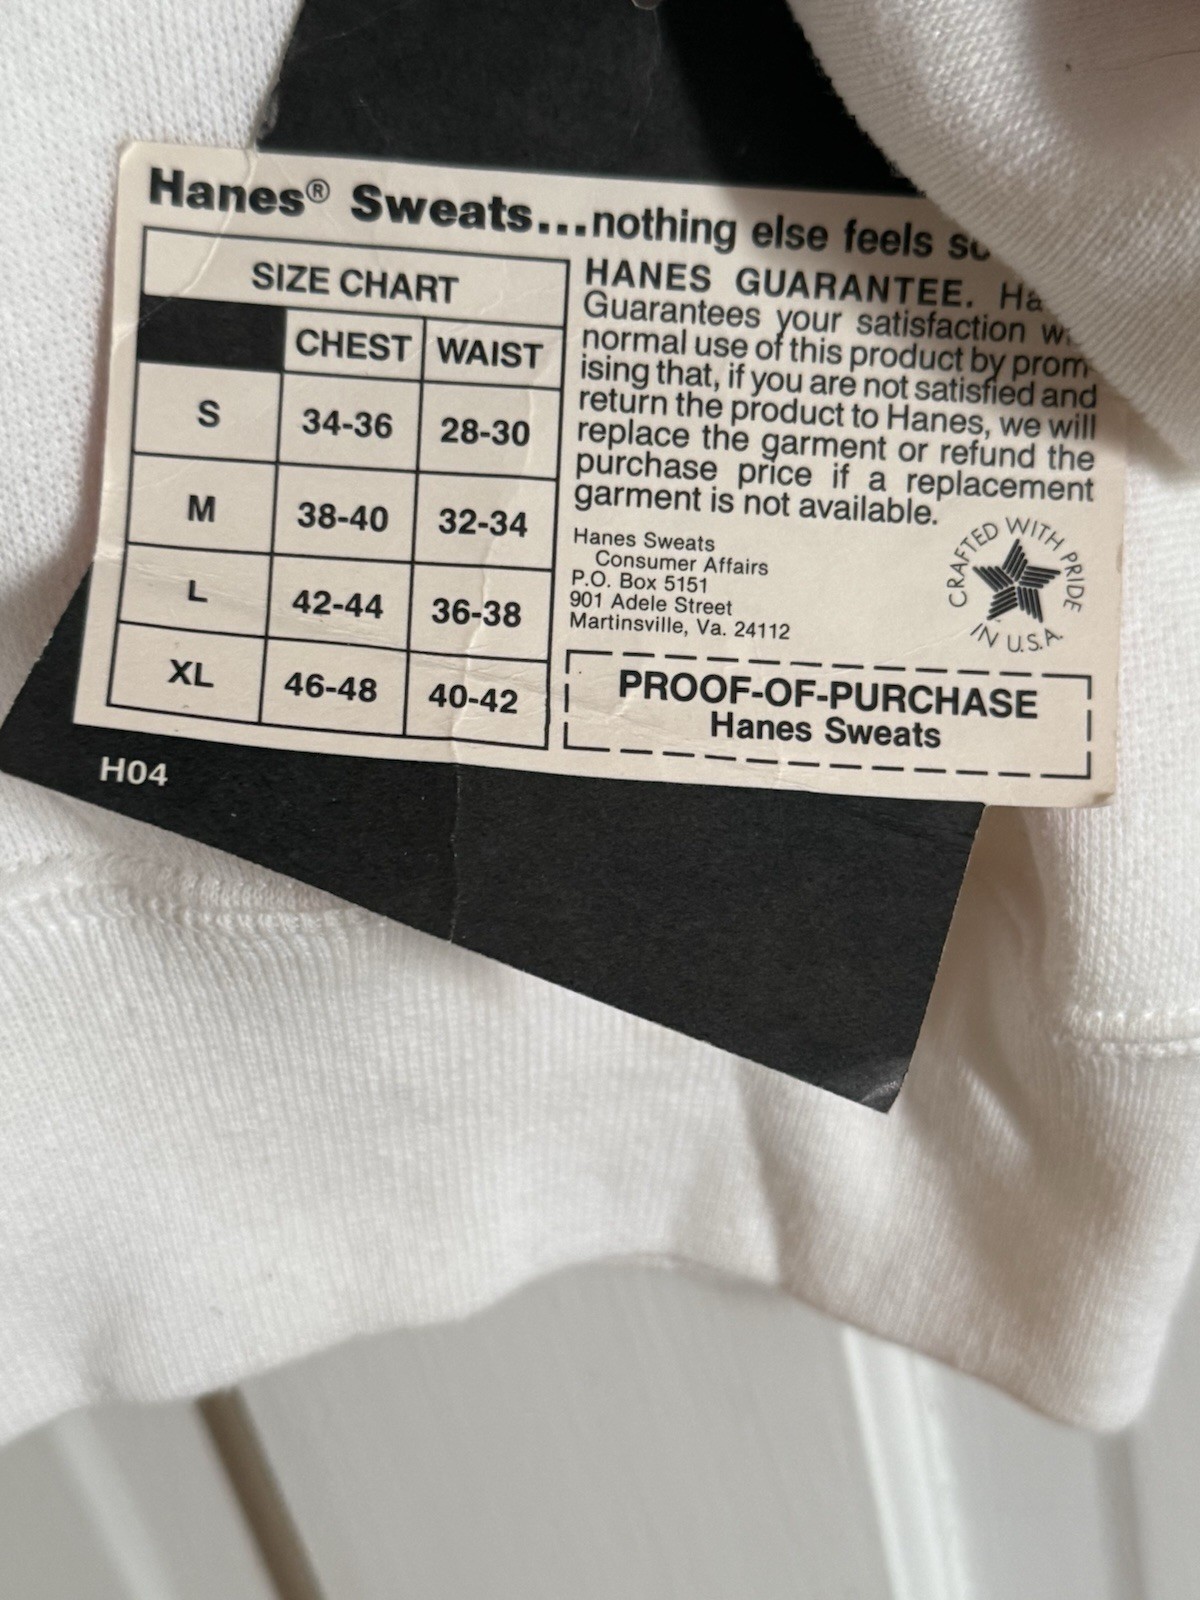 Hanes® Sweats...nothing else feels
SIZE CHART
CHEST WAIST
S 34-36 28-30
M 38-40 32-34
L 42-44 36-38
XL 46-48 40-42
HANES GUARANTEE.
Guarantees your satisfaction
normal use of this product by prom-
ising that, if you are not satisfied and
return the product to Hanes, we will
replace the garment or refund the
purchase price if a replacement
garment is not available.
Hanes Sweats
Consumer Affairs
P.O. Box 5151
901 Adele Street
Martinsville, Va. 24112
CRAFTED WITH PRIDE
IN U.S.A.
PROOF-OF-PURCHASE
Hanes Sweats
H04